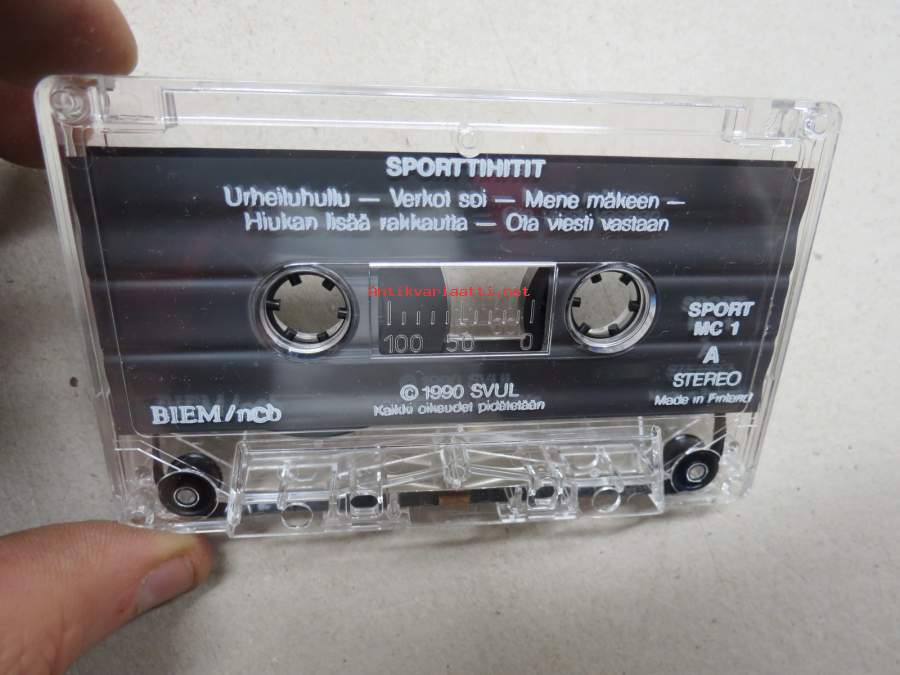 SPORTTIHITIT
Urheiluhullu — Verkot soi — Mene mäkeen —
Hiukan lisää rakkautta — Ota viesti vastaan
antikvariaatti.net
100 50 0
SPORT
MC 1
A
STEREO
Made in Finland
© 1990 SVUL
Kaikki oikeudet pidätetään
BIEM/ncb